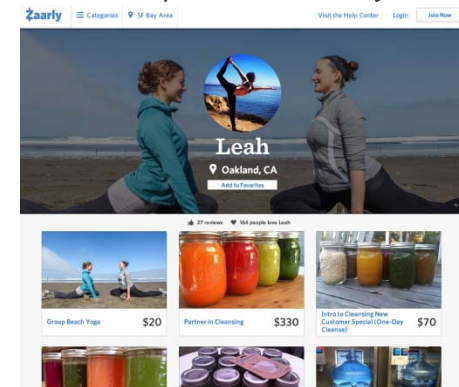 Zaarly Categories SF Bay Area Visit the Help Center Login Join Now
Leah
Oakland, CA
Add to Favorites
27 reviews 164 people love Leah
Group Beach Yoga $20
Partner in Cleansing $330
Intro to Cleansing New
Customer Special (One-Day
Cleanse) $70